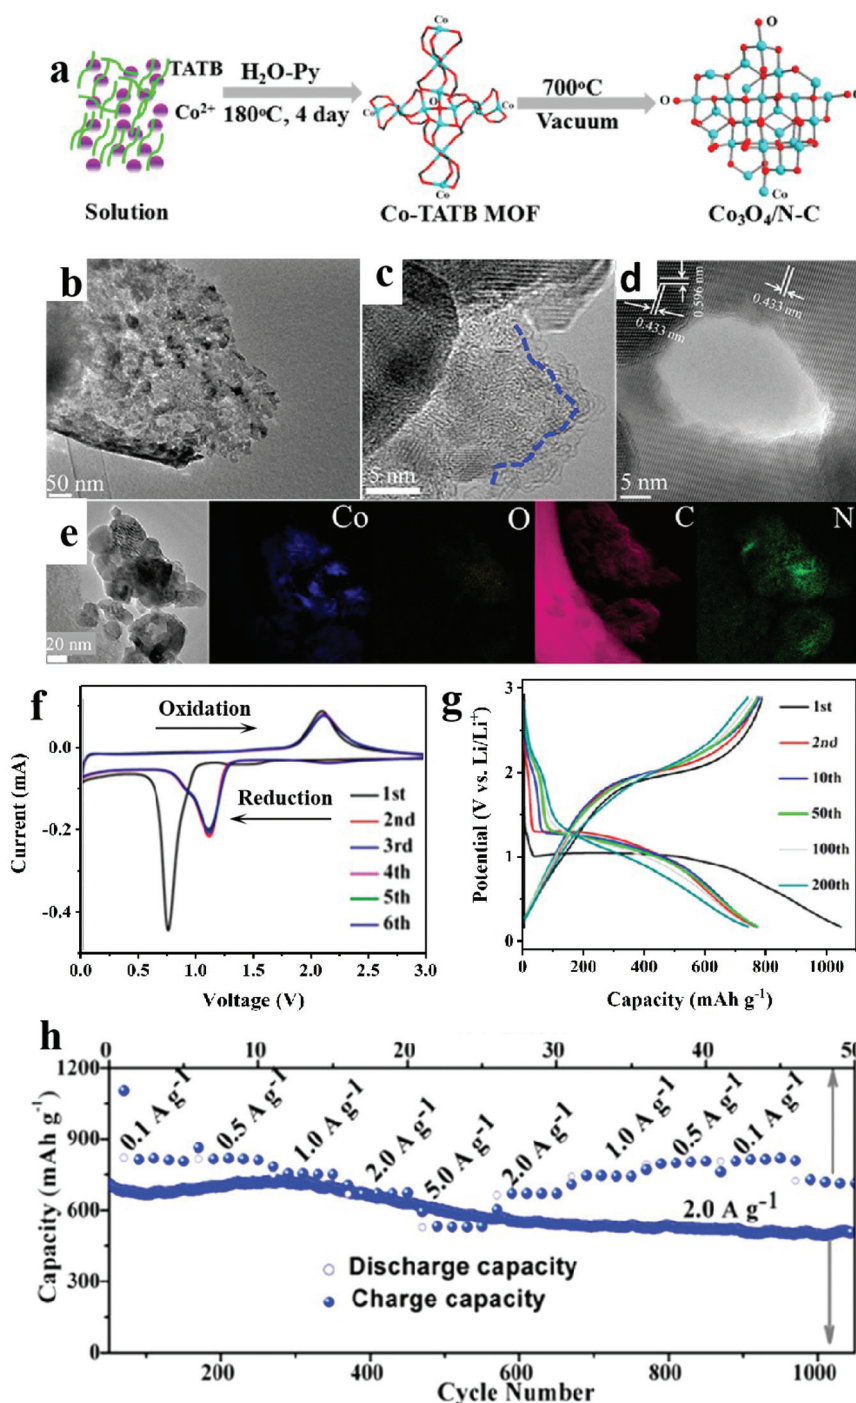 a
TATB
Co2+
H2O-Py
180oC, 4 day
700oC
Vacuum
Co
Co
O
Co
Co
O
O
O
Co
Solution
Co-TATB MOF
Co3O4/N-C
b
50 nm
c
5 nm
d
0.433 nm
0.596 nm
0.433 nm
5 nm
e
20 nm
Co
O
C
N
f
Oxidation
Reduction
1st
2nd
3rd
4th
5th
6th
0.0
-0.2
-0.4
Current (mA)
0.0
0.5
1.0
1.5
2.0
2.5
3.0
Voltage (V)
g
1st
2nd
10th
50th
100th
200th
3
2
1
0
Potential (V vs. Li/Li+)
0
200
400
600
800
1000
Capacity (mAh g-1)
h
0
10
20
30
40
50
1200
900
600
300
0
Capacity (mAh g-1)
0.1 A g-1
0.5 A g-1
1.0 A g-1
2.0 A g-1
5.0 A g-1
2.0 A g-1
1.0 A g-1
0.5 A g-1
0.1 A g-1
2.0 A g-1
Discharge capacity
Charge capacity
200
400
600
800
1000
Cycle Number